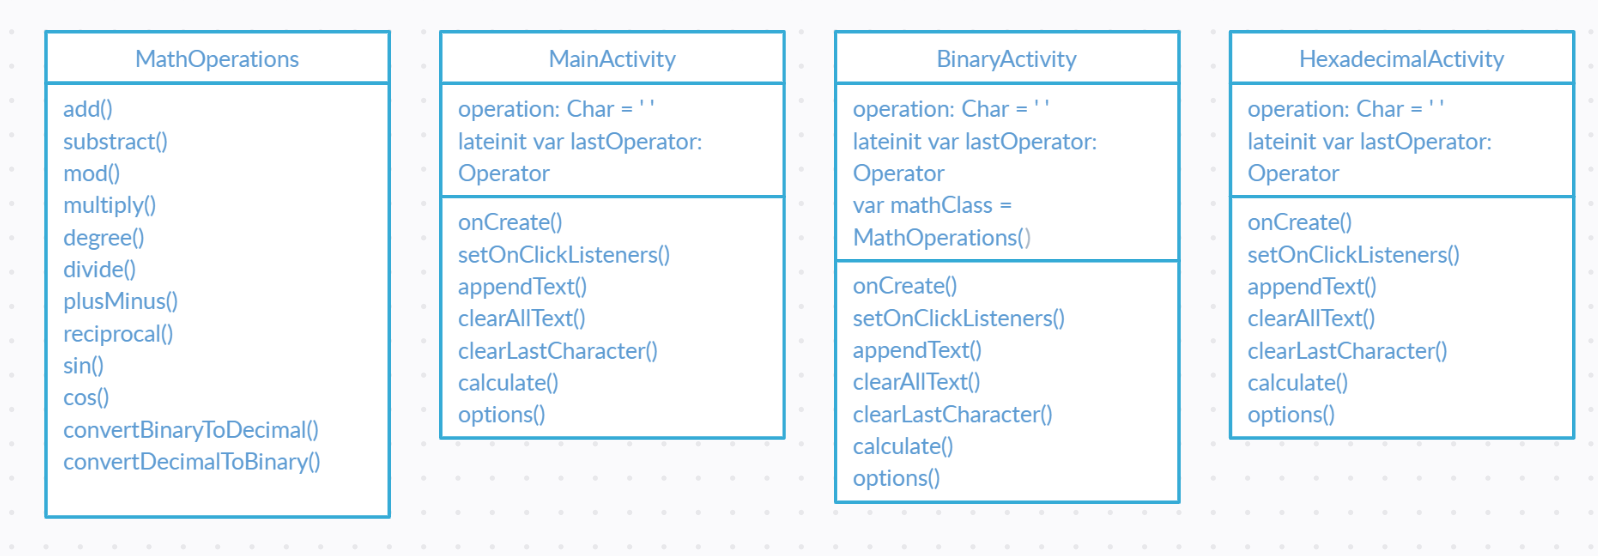 MathOperations
add()
substract()
mod()
multiply()
degree()
divide()
plusMinus()
reciprocal()
sin()
cos()
convertBinaryToDecimal()
convertDecimalToBinary()
MainActivity
operation: Char = ' '
lateinit var lastOperator:
Operator
onCreate()
setOnClickListeners()
appendText()
clearAllText()
clearLastCharacter()
calculate()
options()
BinaryActivity
operation: Char = ' '
lateinit var lastOperator:
Operator
var mathClass =
MathOperations()
onCreate()
setOnClickListeners()
appendText()
clearAllText()
clearLastCharacter()
calculate()
options()
HexadecimalActivity
operation: Char = ' '
lateinit var lastOperator:
Operator
onCreate()
setOnClickListeners()
appendText()
clearAllText()
clearLastCharacter()
calculate()
options()